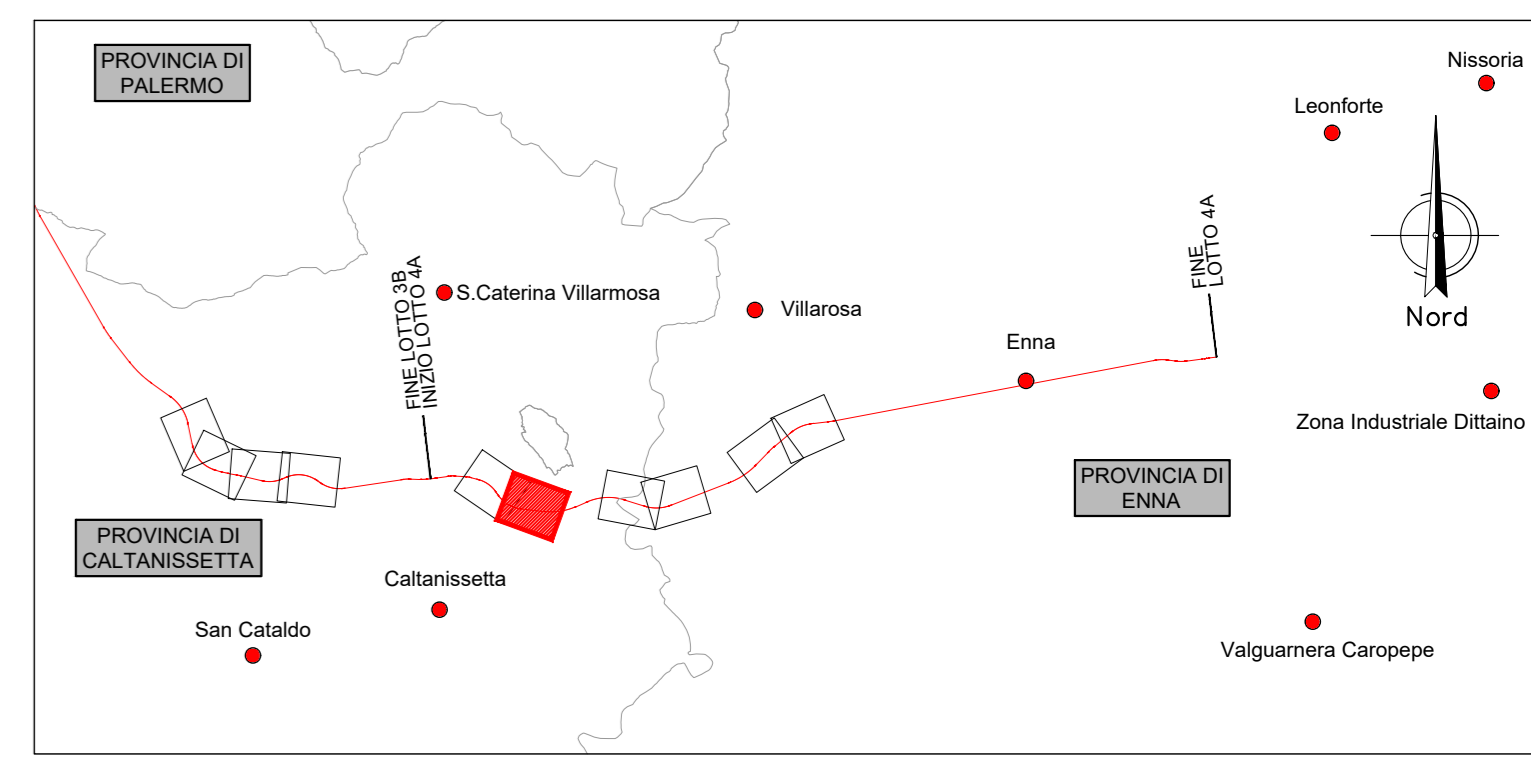 PROVINCIA DI
PALERMO
Nissoria
Leonforte
FINE
LOTTO 4A
Nord
FINE LOTTO 3B
INIZIO LOTTO 4A
S.Caterina Villarmosa
Villarosa
Enna
Zona Industriale Dittaino
PROVINCIA DI
ENNA
PROVINCIA DI
CALTANISSETTA
Caltanissetta
San Cataldo
Valguarnera Caropepe